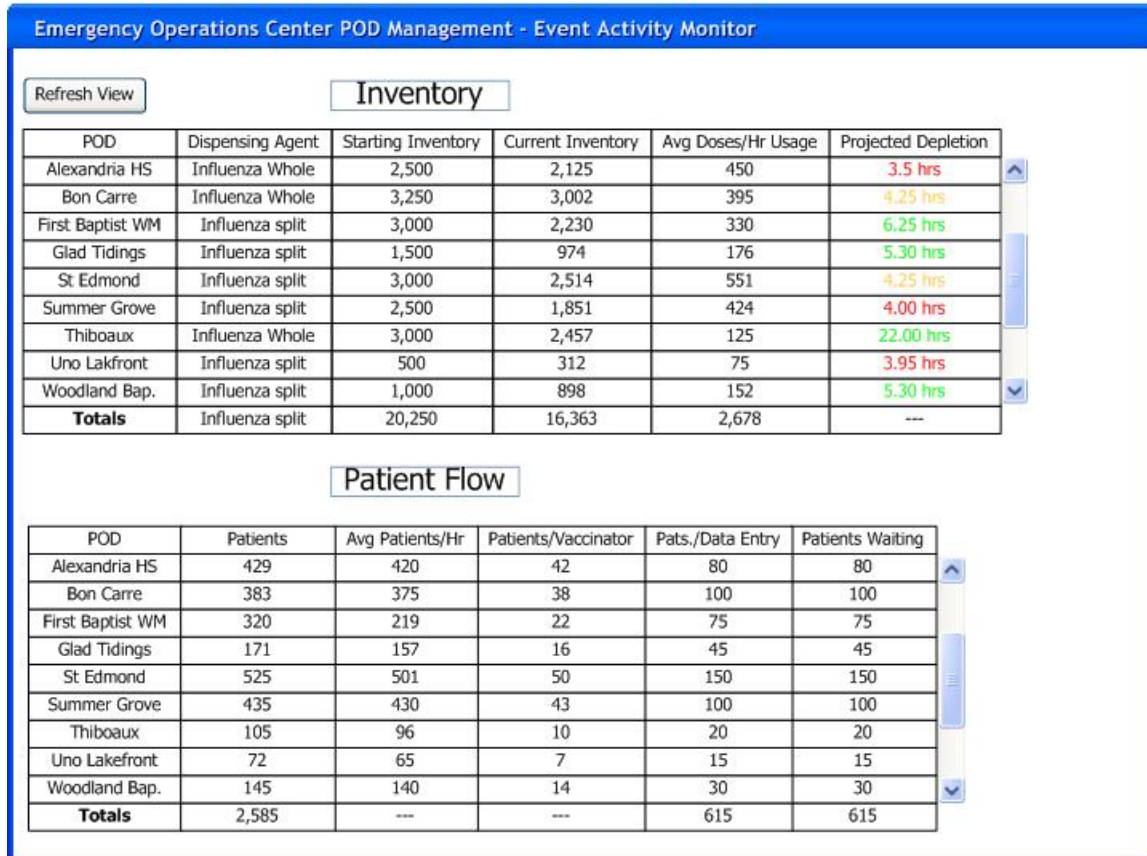 Emergency Operations Center POD Management - Event Activity Monitor
Refresh View
Inventory
POD Dispensing Agent Starting Inventory Current Inventory Avg Doses/Hr Usage Projected Depletion
Alexandria HS Influenza Whole 2,500 2,125 450 3.5 hrs
Bon Carre Influenza Whole 3,250 3,002 395 4.25 hrs
First Baptist WM Influenza split 3,000 2,230 330 6.25 hrs
Glad Tidings Influenza split 1,500 974 176 5.30 hrs
St Edmond Influenza split 3,000 2,514 551 4.25 hrs
Summer Grove Influenza split 2,500 1,851 424 4.00 hrs
Thiboaux Influenza Whole 3,000 2,457 125 22.00 hrs
Uno Lakfront Influenza split 500 312 75 3.95 hrs
Woodland Bap. Influenza split 1,000 898 152 5.30 hrs
Totals Influenza split 20,250 16,363 2,678 ---
Patient Flow
POD Patients Avg Patients/Hr Patients/Vaccinator Pats./Data Entry Patients Waiting
Alexandria HS 429 420 42 80 80
Bon Carre 383 375 38 100 100
First Baptist WM 320 219 22 75 75
Glad Tidings 171 157 16 45 45
St Edmond 525 501 50 150 150
Summer Grove 435 430 43 100 100
Thiboaux 105 96 10 20 20
Uno Lakefront 72 65 7 15 15
Woodland Bap. 145 140 14 30 30
Totals 2,585 --- --- 615 615